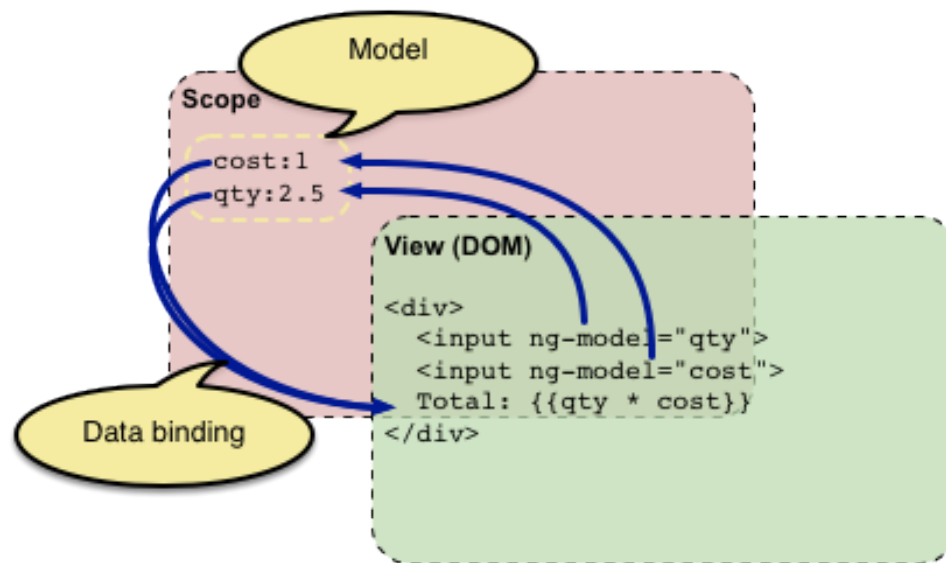 Model
Scope
cost:1
qty:2.5
View (DOM)
<div>
<input ng-model="qty">
<input ng-model="cost">
Total: {{qty * cost}}
</div>
Data binding